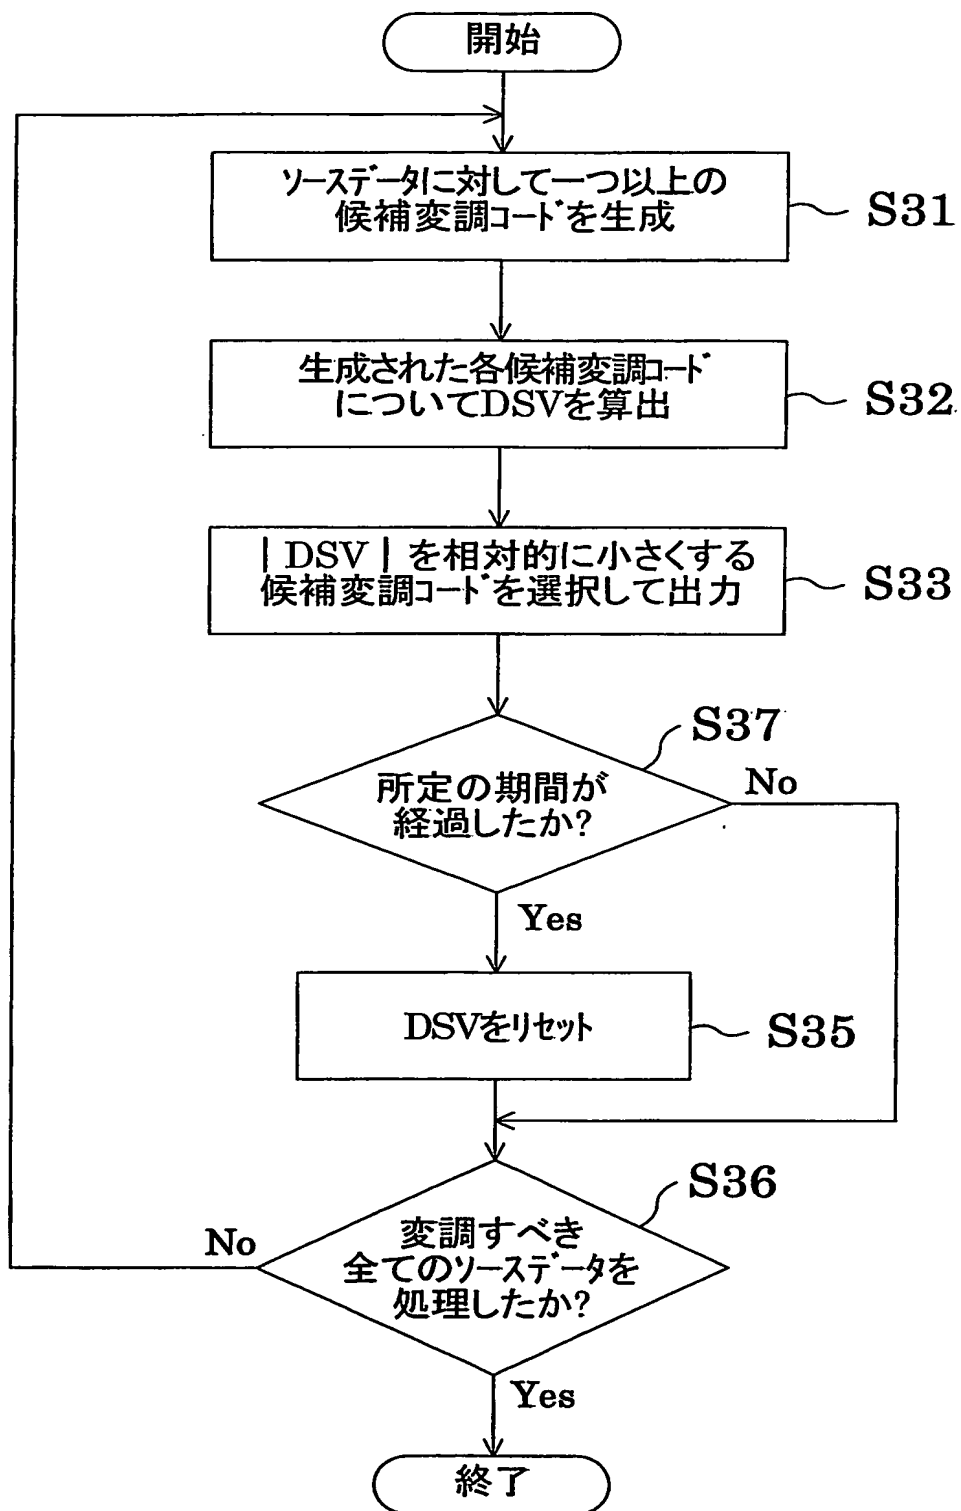 開始
ソースデータに対して一つ以上の
候補変調コードを生成
S31
生成された各候補変調コード
についてDSVを算出
S32
|DSV|を相対的に小さくする
候補変調コードを選択して出力
S33
S37
所定の期間が
経過したか?
No
Yes
DSVをリセット
S35
S36
変調すべき
全てのソースデータを
処理したか?
No
Yes
終了